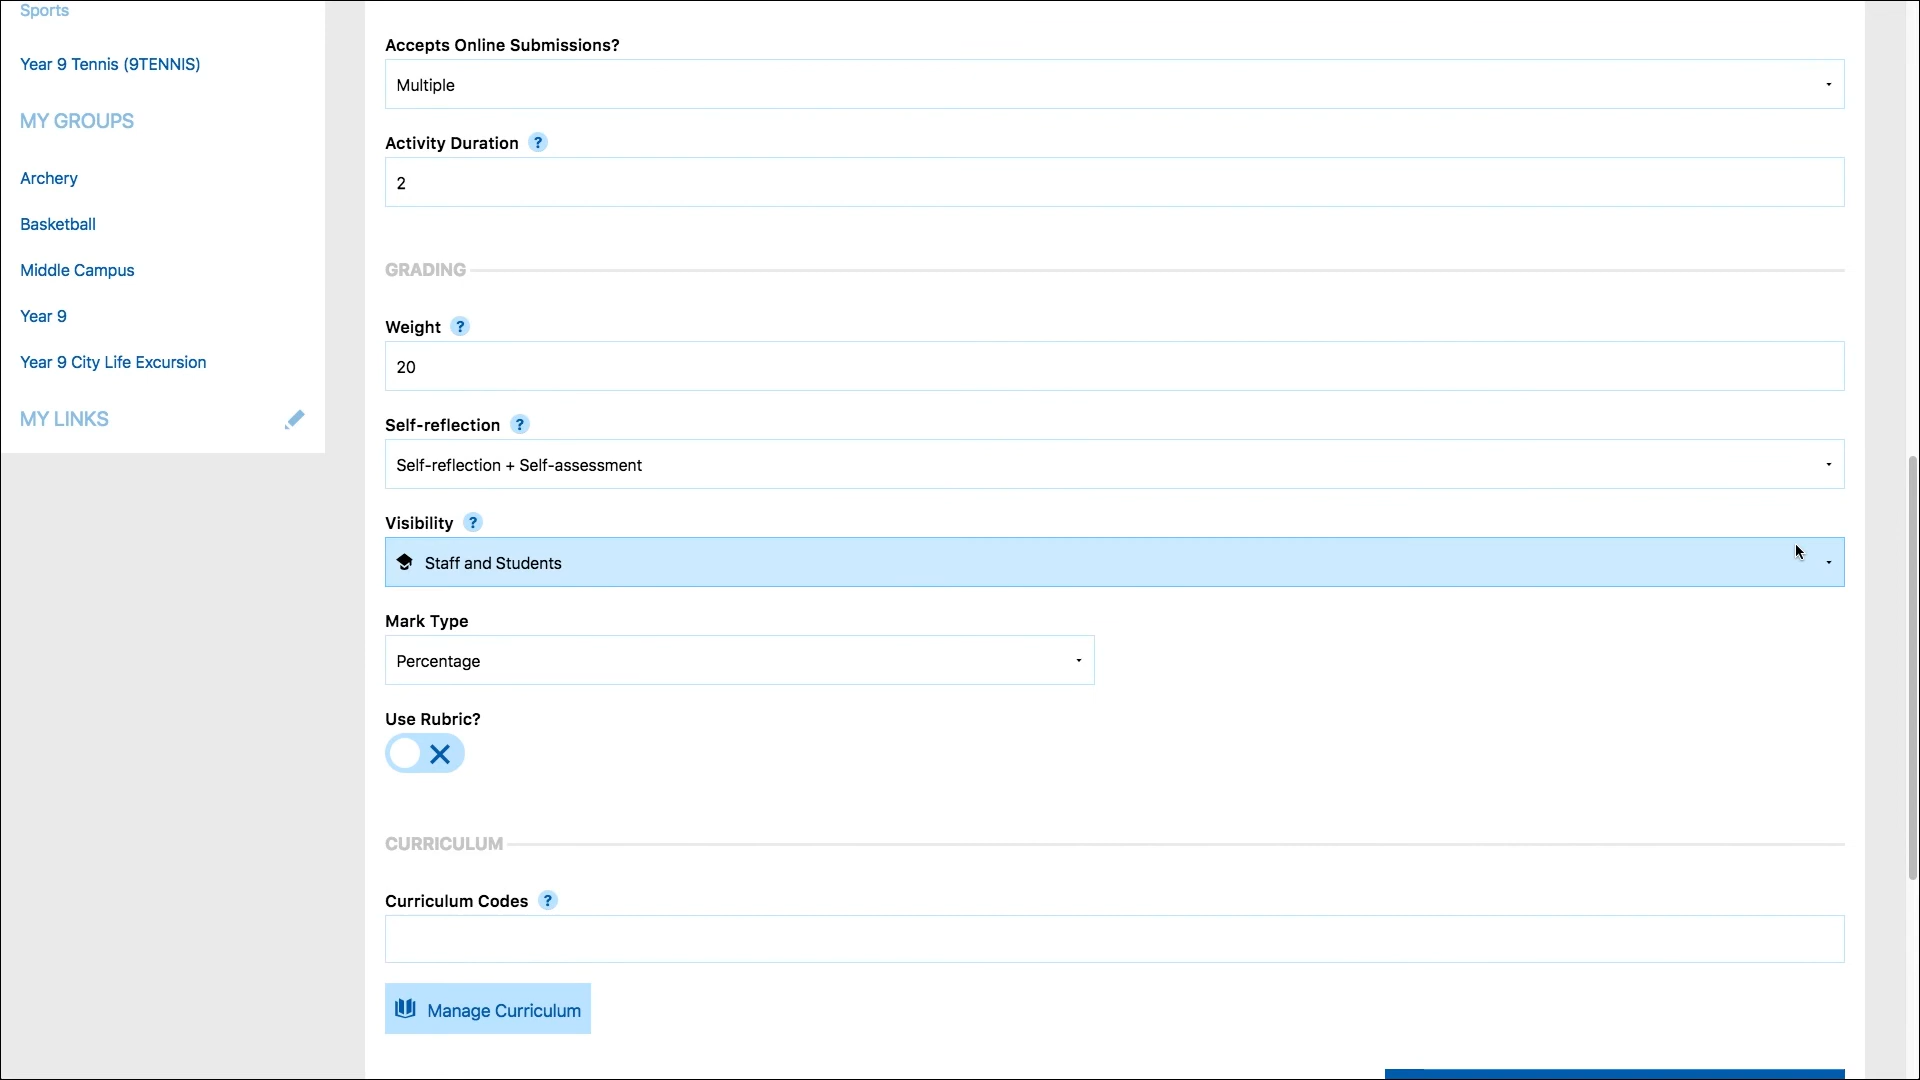 Sports
Year 9 Tennis (9TENNIS)
MY GROUPS
Archery
Basketball
Middle Campus
Year 9
Year 9 City Life Excursion
MY LINKS
Accepts Online Submissions?
Multiple
Activity Duration ?
2
GRADING
Weight ?
20
Self-reflection ?
Self-reflection + Self-assessment
Visibility ?
Staff and Students
Mark Type
Percentage
Use Rubric?
CURRICULUM
Curriculum Codes ?
Manage Curriculum